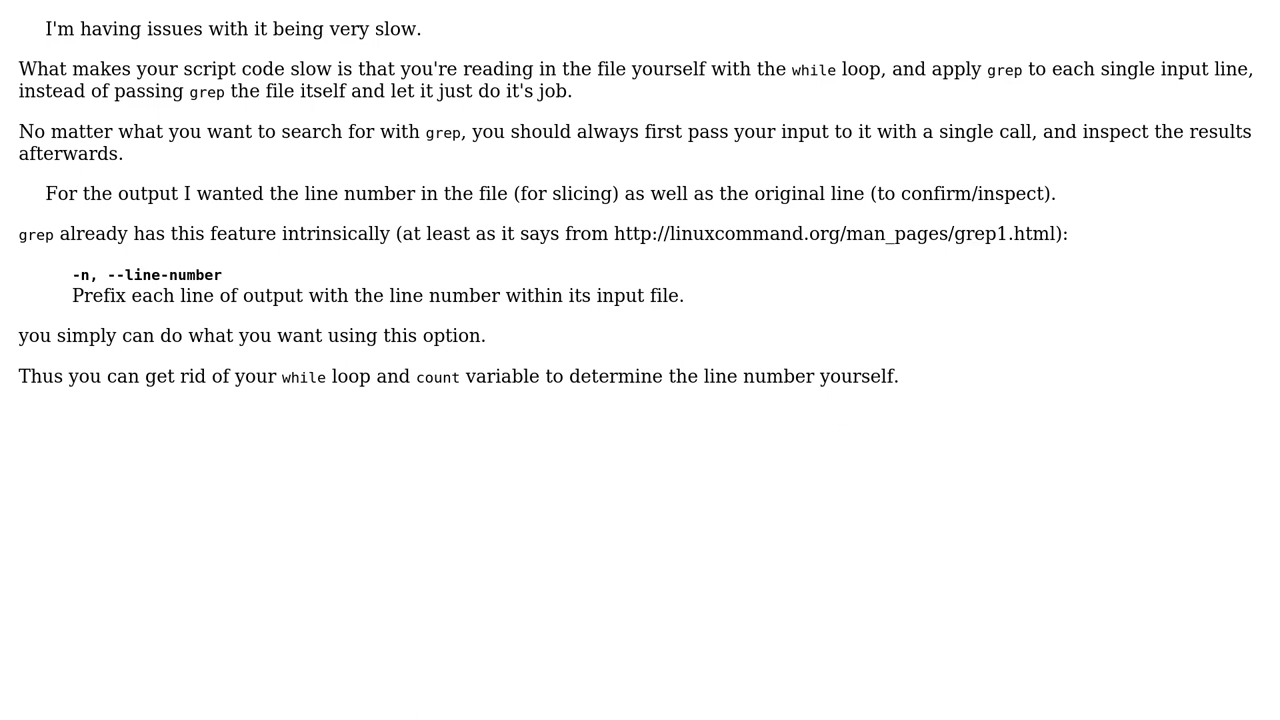 I'm having issues with it being very slow.
What makes your script code slow is that you're reading in the file yourself with the while loop, and apply grep to each single input line,
instead of passing grep the file itself and let it just do it's job.
No matter what you want to search for with grep, you should always first pass your input to it with a single call, and inspect the results
afterwards.
For the output I wanted the line number in the file (for slicing) as well as the original line (to confirm/inspect).
grep already has this feature intrinsically (at least as it says from http://linuxcommand.org/man_pages/grep1.html):
-n, --line-number
Prefix each line of output with the line number within its input file.
you simply can do what you want using this option.
Thus you can get rid of your while loop and count variable to determine the line number yourself.